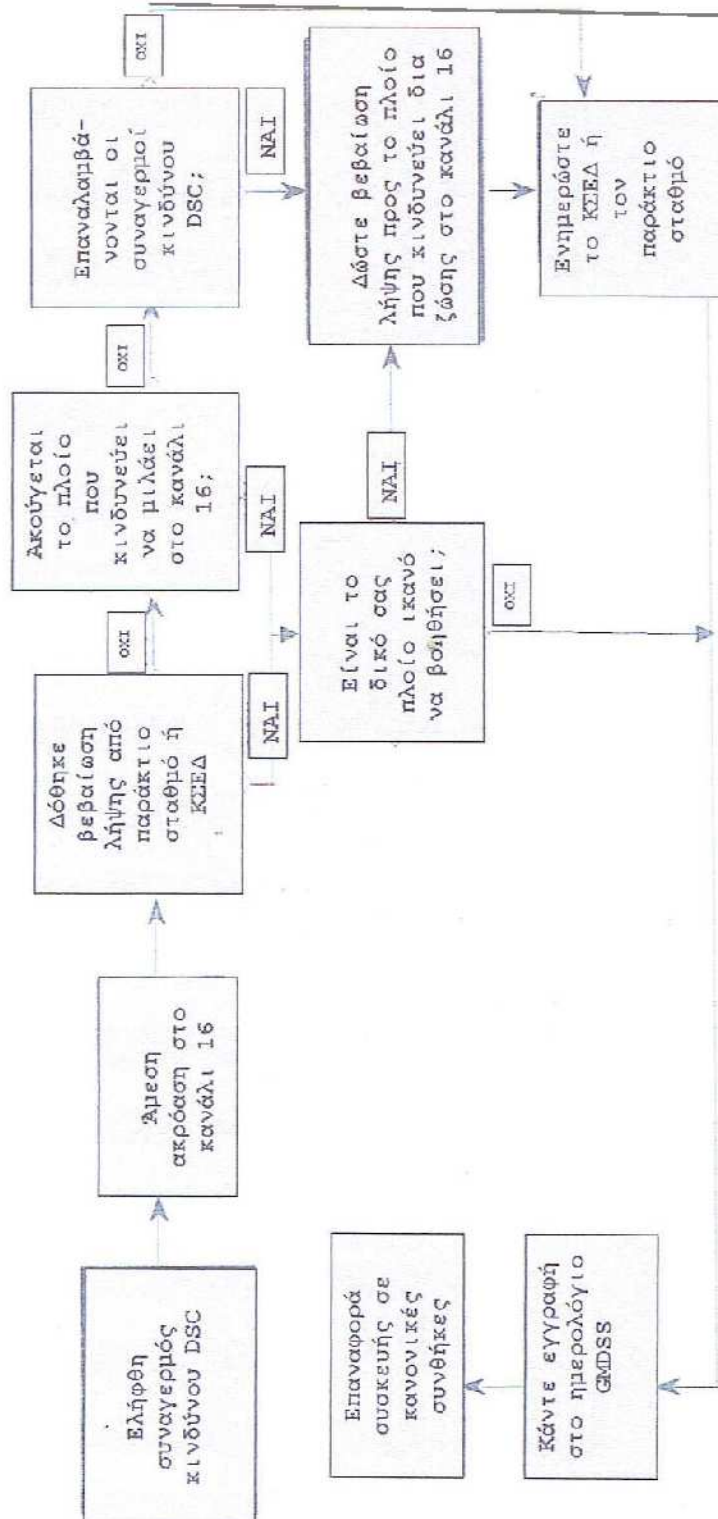 Ελήφθη
συναγερμός
κινδύνου DSC
Άμεση
ακρόαση στο
κανάλι 16
Δόθηκε
βεβαίωση
λήψης από
παράκτιο
σταθμό ή
ΚΣΕΔ
ΟΧΙ
ΝΑΙ
Ακούγεται
το πλοίο
που
κινδυνεύει
να μιλάει
στο κανάλι
16;
ΟΧΙ
ΝΑΙ
Επαναλαμβά-
νονται οι
συναγερμοί
κινδύνου
DSC;
ΟΧΙ
ΝΑΙ
Είναι το
δικό σας
πλοίο ικανό
να βοηθήσει;
ΝΑΙ
ΟΧΙ
Δώστε βεβαίωση
λήψης προς το πλοίο
που κινδυνεύει δια
ζώσης στο κανάλι 16
Ενημερώστε
το ΚΣΕΔ ή
τον
παράκτιο
σταθμό
Κάντε εγγραφή
στο ημερολόγιο
GMDSS
Επαναφορά
συσκευής σε
κανονικές
συνθήκες